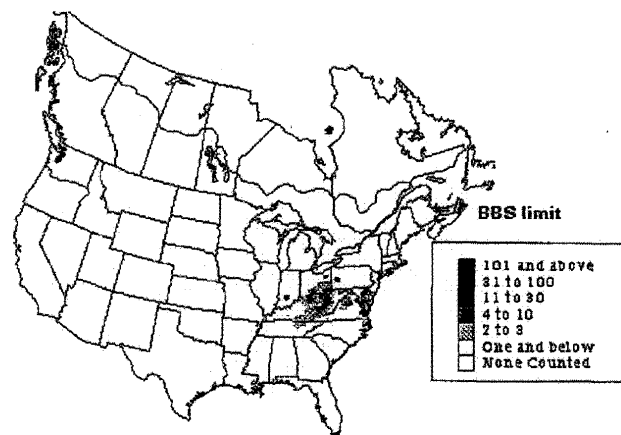 BBS limit
101 and above
31 to 100
11 to 30
4 to 10
2 to 3
One and below
None Counted